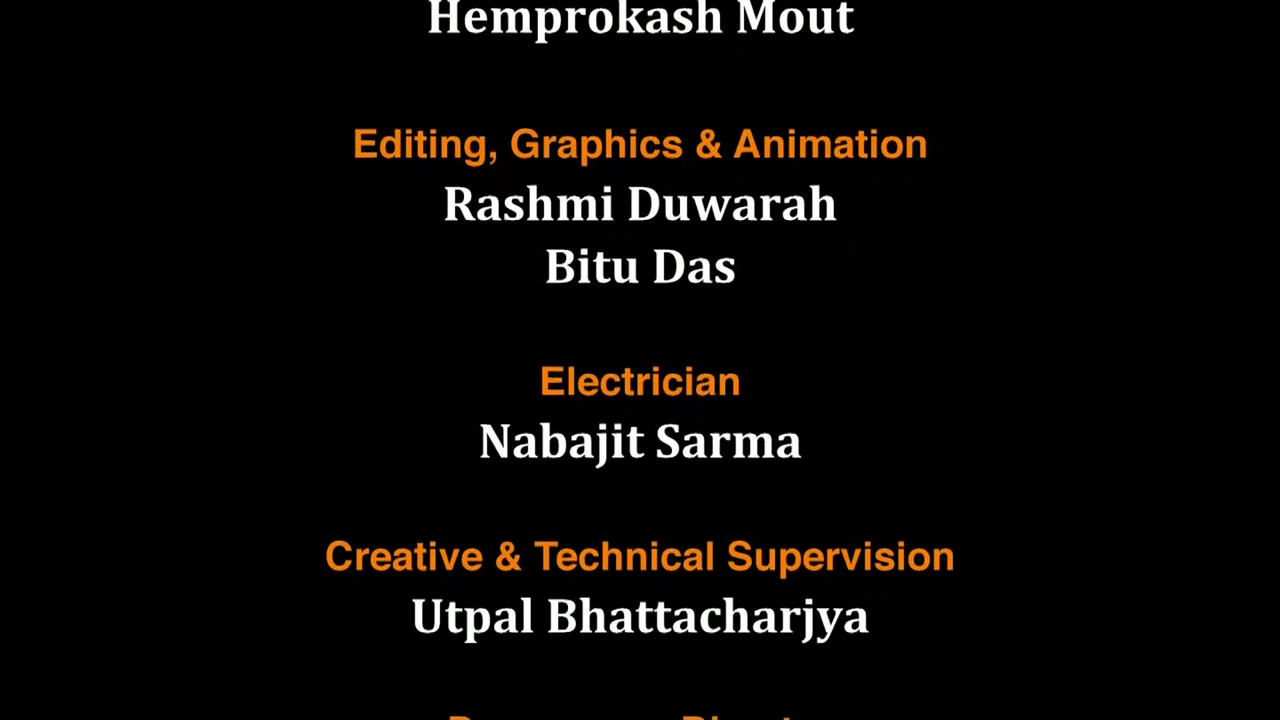 Hemprokash Mout
Editing, Graphics & Animation
Rashmi Duwarah
Bitu Das
Electrician
Nabajit Sarma
Creative & Technical Supervision
Utpal Bhattacharjya